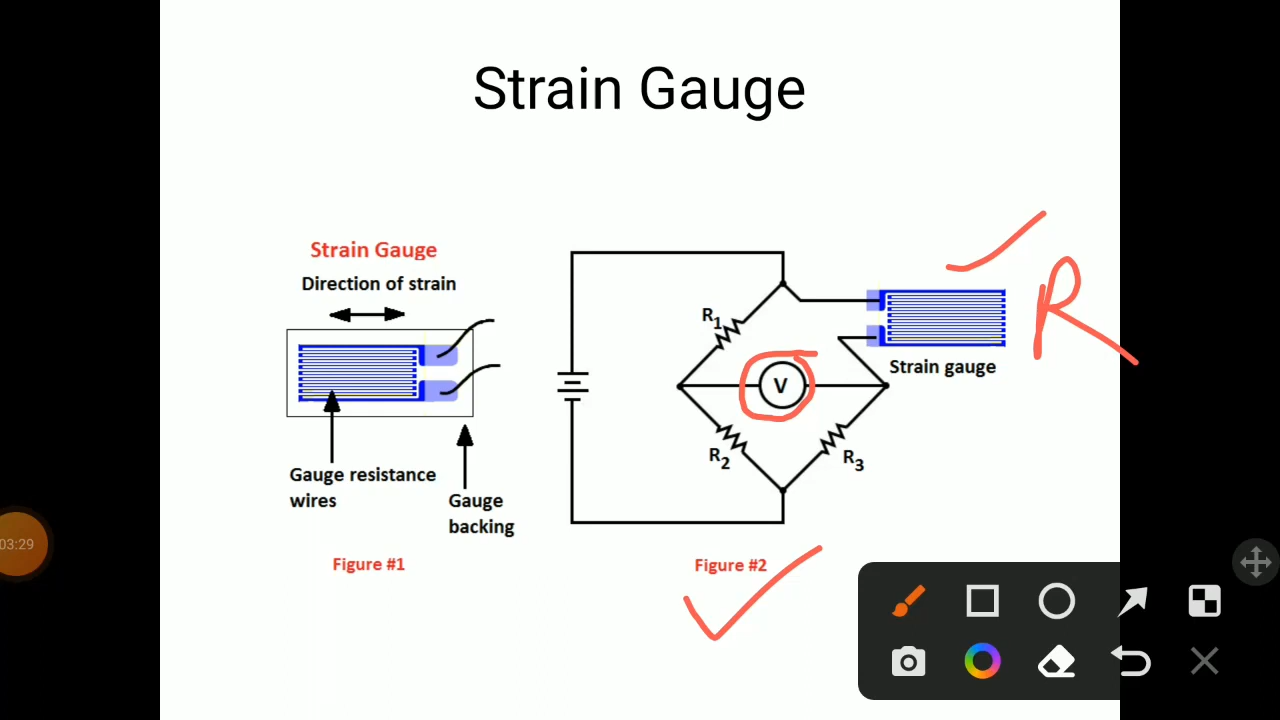 Strain Gauge
Strain Gauge
Direction of strain
Gauge resistance
wires
Gauge
backing
Figure #1
R1
V
R2
R3
Strain gauge
R
Figure #2
03:29